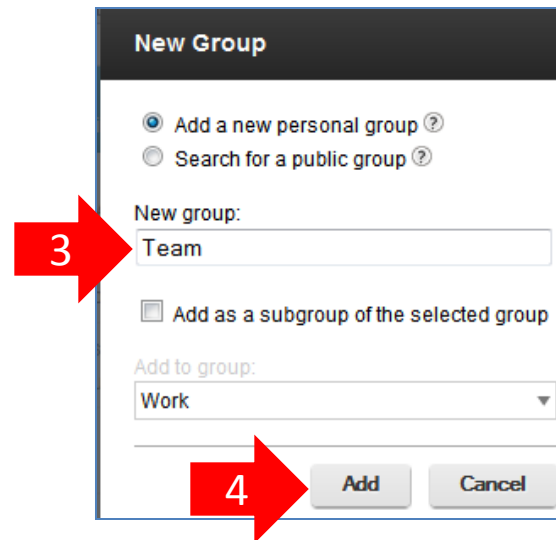 New Group
Add a new personal group ?
Search for a public group ?
New group:
3
Team
Add as a subgroup of the selected group
Add to group:
Work
4
Add
Cancel